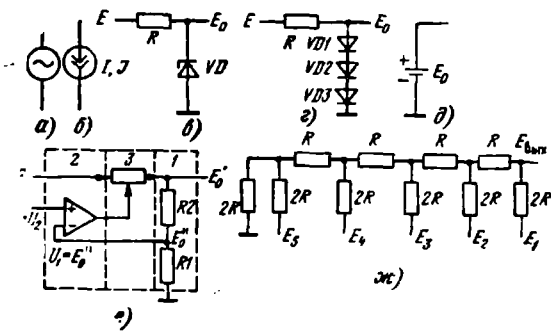 E R E₀ E R E₀
VD VD1
VD2
VD3
+
−
E₀
I, J
а) б) в) г) д)
2 3 1 E₀"
R2
U₂ + −
E₀"
U₁=E₀"
R1
е)
R R R R Eвых
2R 2R 2R 2R 2R 2R
E₅ E₄ E₃ E₂ E₁
ж)